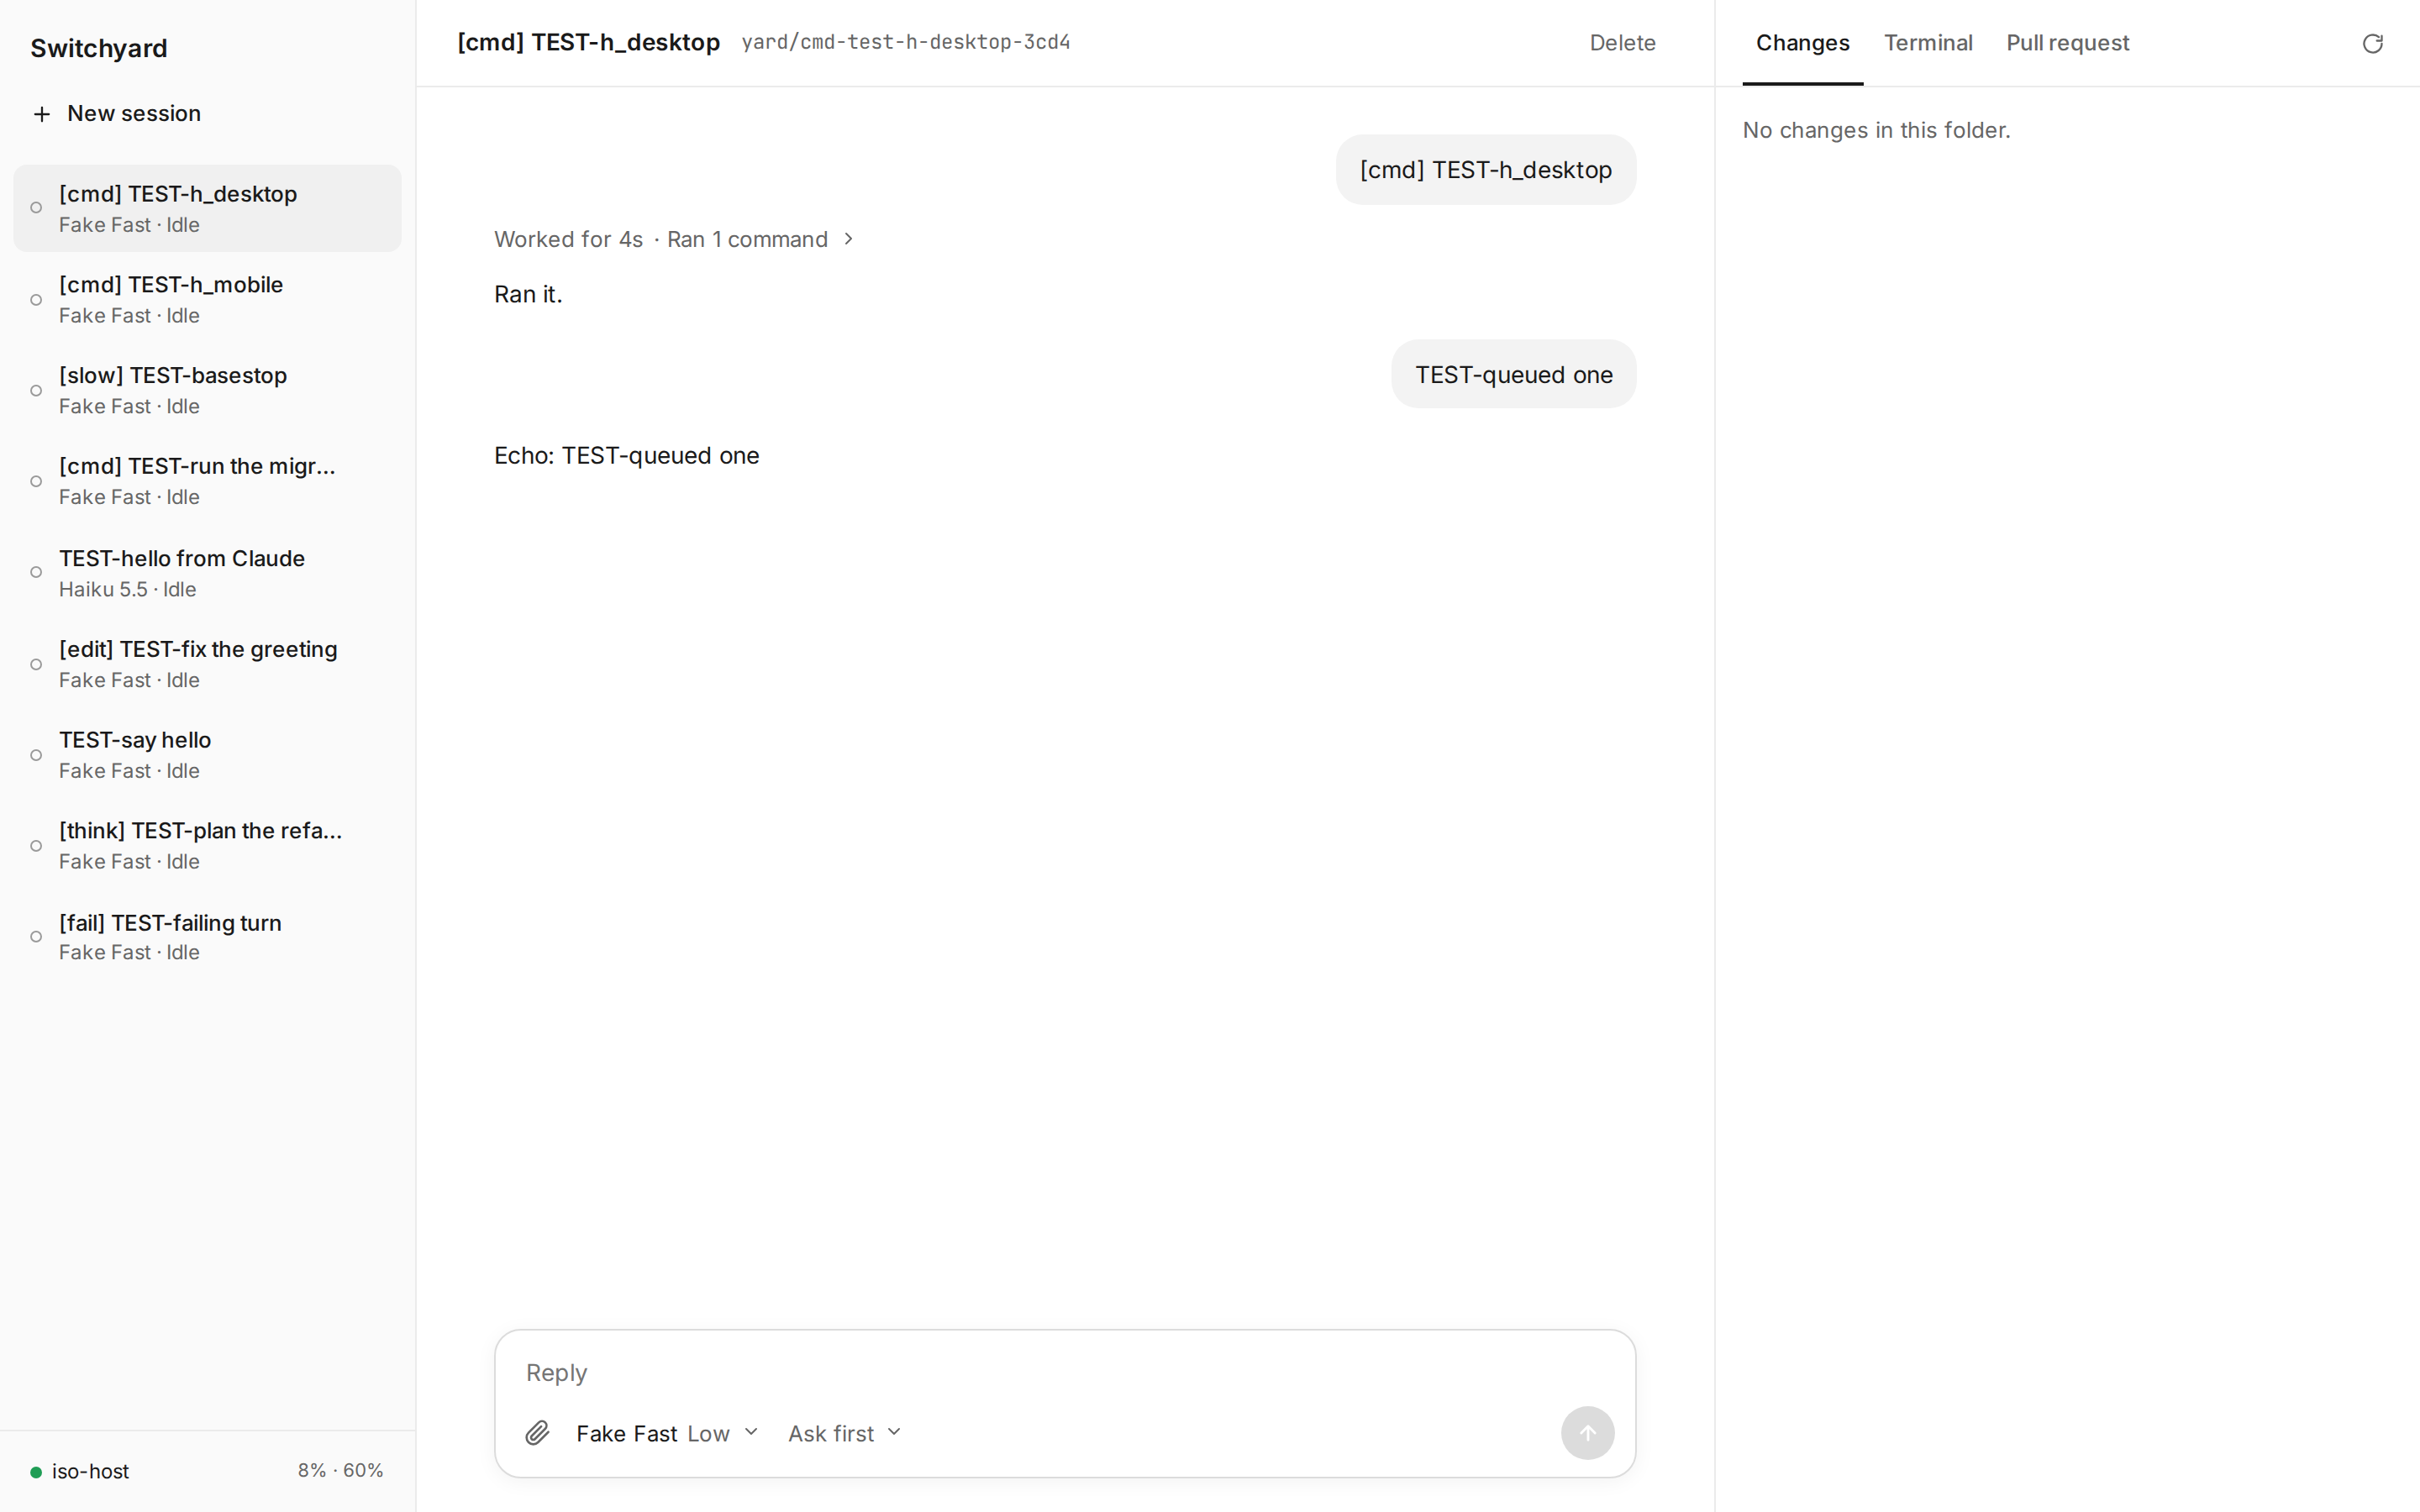 Switchyard
New session
[cmd] TEST-h_desktop
Fake Fast · Idle
[cmd] TEST-h_mobile
Fake Fast · Idle
[slow] TEST-basestop
Fake Fast · Idle
[cmd] TEST-run the migr...
Fake Fast · Idle
TEST-hello from Claude
Haiku 5.5 · Idle
[edit] TEST-fix the greeting
Fake Fast · Idle
TEST-say hello
Fake Fast · Idle
[think] TEST-plan the refa...
Fake Fast · Idle
[fail] TEST-failing turn
Fake Fast · Idle
iso-host 8% · 60%
[cmd] TEST-h_desktop yard/cmd-test-h-desktop-3cd4 Delete
[cmd] TEST-h_desktop
Worked for 4s · Ran 1 command
Ran it.
TEST-queued one
Echo: TEST-queued one
Reply
Fake Fast Low Ask first
Changes Terminal Pull request
No changes in this folder.